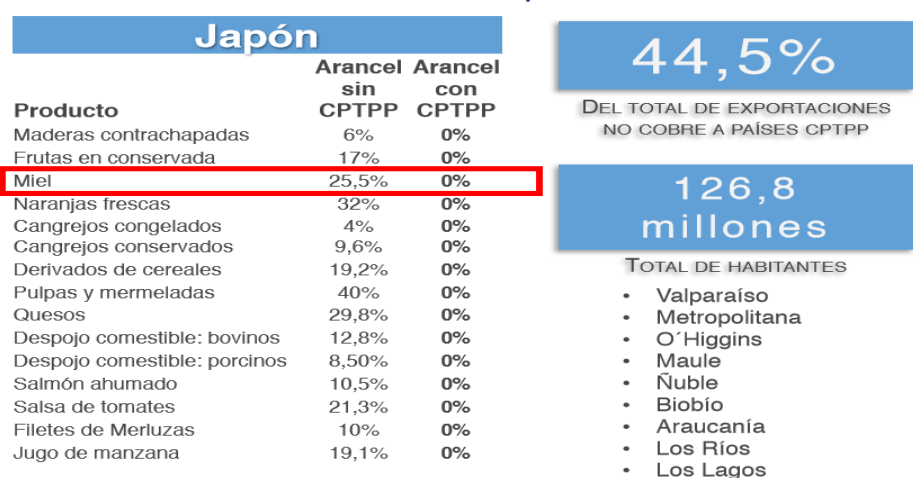 Japón
Arancel Arancel
sin con
Producto CPTPP CPTPP
Maderas contrachapadas 6% 0%
Frutas en conservada 17% 0%
Miel 25,5% 0%
Naranjas frescas 32% 0%
Cangrejos congelados 4% 0%
Cangrejos conservados 9,6% 0%
Derivados de cereales 19,2% 0%
Pulpas y mermeladas 40% 0%
Quesos 29,8% 0%
Despojo comestible: bovinos 12,8% 0%
Despojo comestible: porcinos 8,50% 0%
Salmón ahumado 10,5% 0%
Salsa de tomates 21,3% 0%
Filetes de Merluzas 10% 0%
Jugo de manzana 19,1% 0%
44,5%
DEL TOTAL DE EXPORTACIONES
NO COBRE A PAÍSES CPTPP
126,8
millones
TOTAL DE HABITANTES
• Valparaíso
• Metropolitana
• O´Higgins
• Maule
• Ñuble
• Biobío
• Araucanía
• Los Ríos
• Los Lagos